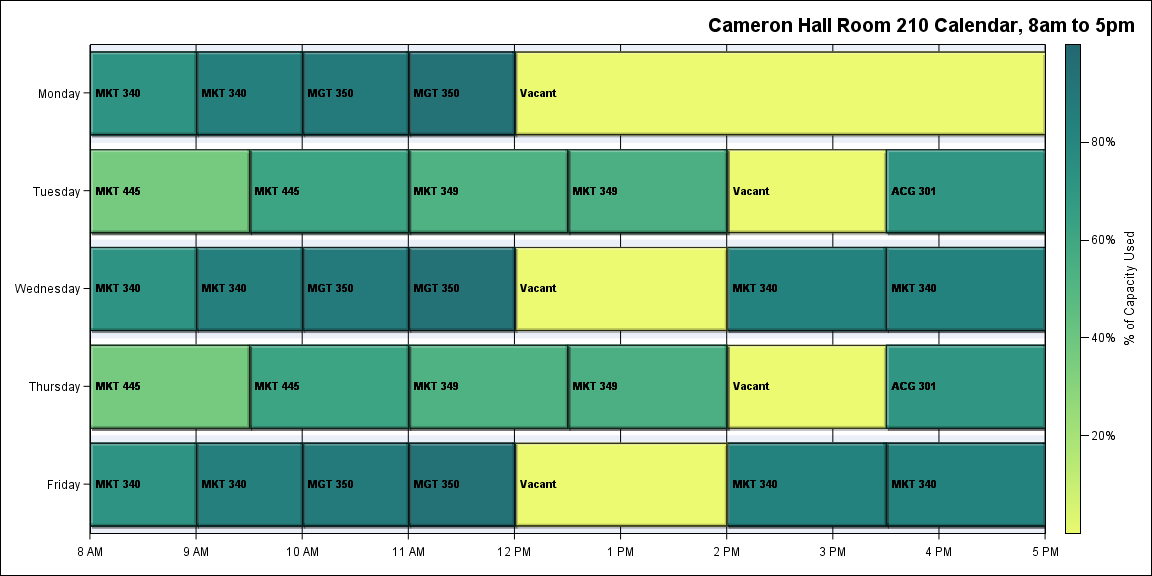 Cameron Hall Room 210 Calendar, 8am to 5pm
Monday
MKT 340
MKT 340
MGT 350
MGT 350
Vacant
Tuesday
MKT 445
MKT 445
MKT 349
MKT 349
Vacant
ACG 301
Wednesday
MKT 340
MKT 340
MGT 350
MGT 350
Vacant
MKT 340
MKT 340
Thursday
MKT 445
MKT 445
MKT 349
MKT 349
Vacant
ACG 301
Friday
MKT 340
MKT 340
MGT 350
MGT 350
Vacant
MKT 340
MKT 340
8 AM
9 AM
10 AM
11 AM
12 PM
1 PM
2 PM
3 PM
4 PM
5 PM
80%
60%
40%
20%
% of Capacity Used